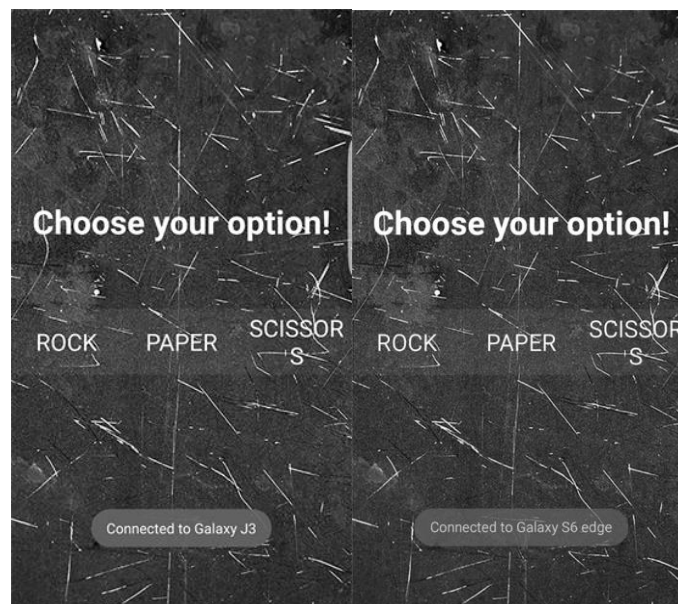 Choose your option!
ROCK PAPER SCISSOR
S
Connected to Galaxy J3
Choose your option!
ROCK PAPER SCISSOR
S
Connected to Galaxy S6 edge